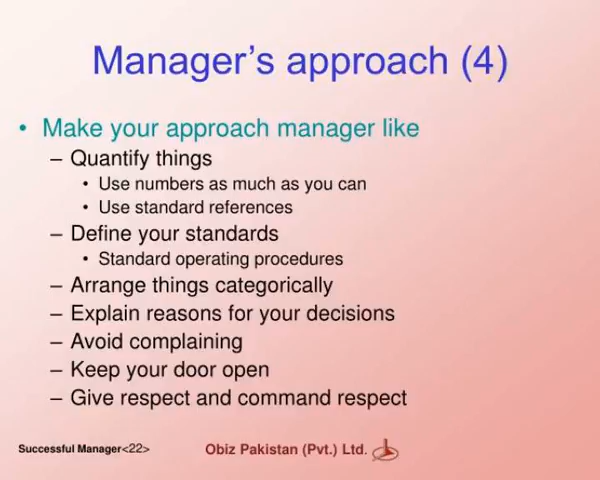 Manager’s approach (4)
• Make your approach manager like
– Quantify things
• Use numbers as much as you can
• Use standard references
– Define your standards
• Standard operating procedures
– Arrange things categorically
– Explain reasons for your decisions
– Avoid complaining
– Keep your door open
– Give respect and command respect
Successful Manager<22>
Obiz Pakistan (Pvt.) Ltd.